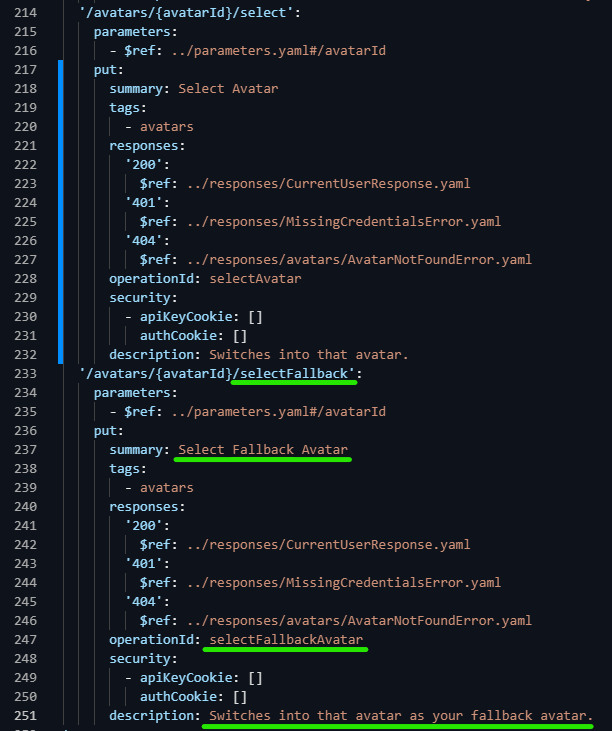 214 '/avatars/{avatarId}/select':
215 parameters:
216 - $ref: ../parameters.yaml#/avatarId
217 put:
218 summary: Select Avatar
219 tags:
220 - avatars
221 responses:
222 '200':
223 $ref: ../responses/CurrentUserResponse.yaml
224 '401':
225 $ref: ../responses/MissingCredentialsError.yaml
226 '404':
227 $ref: ../responses/avatars/AvatarNotFoundError.yaml
228 operationId: selectAvatar
229 security:
230 - apiKeyCookie: []
231 authCookie: []
232 description: Switches into that avatar.
233 '/avatars/{avatarId}/selectFallback':
234 parameters:
235 - $ref: ../parameters.yaml#/avatarId
236 put:
237 summary: Select Fallback Avatar
238 tags:
239 - avatars
240 responses:
241 '200':
242 $ref: ../responses/CurrentUserResponse.yaml
243 '401':
244 $ref: ../responses/MissingCredentialsError.yaml
245 '404':
246 $ref: ../responses/avatars/AvatarNotFoundError.yaml
247 operationId: selectFallbackAvatar
248 security:
249 - apiKeyCookie: []
250 authCookie: []
251 description: Switches into that avatar as your fallback avatar.